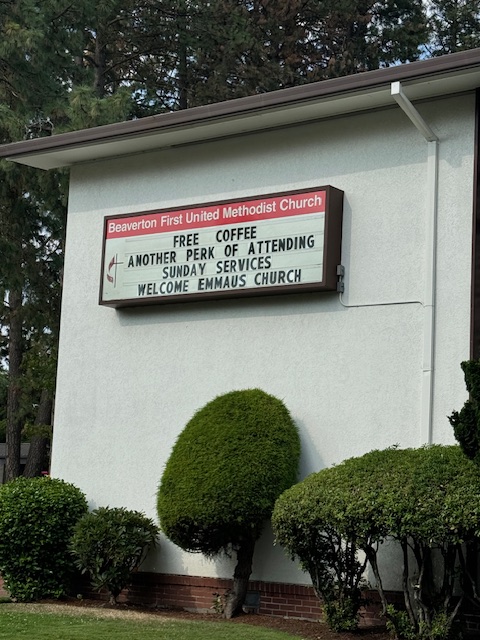 Beaverton First United Methodist Church
FREE COFFEE
ANOTHER PERK OF ATTENDING
SUNDAY SERVICES
WELCOME EMMAUS CHURCH